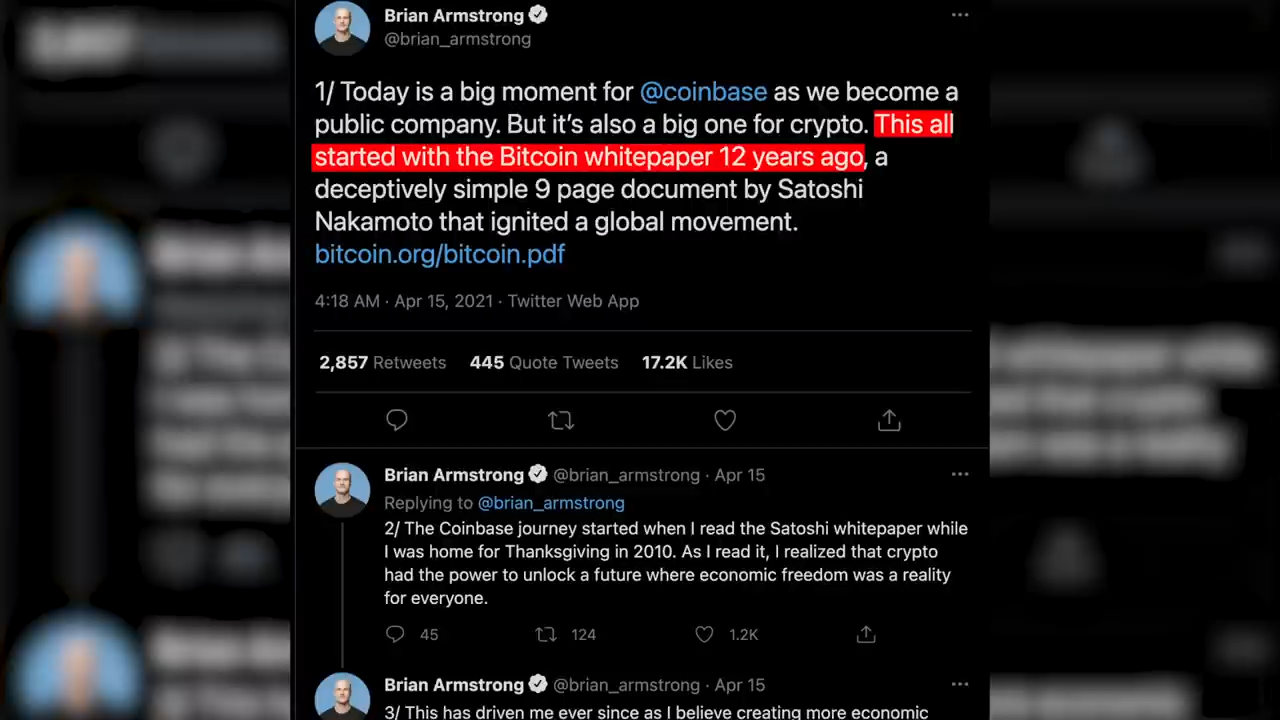 Brian Armstrong
@brian_armstrong
1/ Today is a big moment for @coinbase as we become a
public company. But it’s also a big one for crypto. This all
started with the Bitcoin whitepaper 12 years ago, a
deceptively simple 9 page document by Satoshi
Nakamoto that ignited a global movement.
bitcoin.org/bitcoin.pdf
4:18 AM · Apr 15, 2021 · Twitter Web App
2,857 Retweets 445 Quote Tweets 17.2K Likes
Brian Armstrong @brian_armstrong · Apr 15
Replying to @brian_armstrong
2/ The Coinbase journey started when I read the Satoshi whitepaper while
I was home for Thanksgiving in 2010. As I read it, I realized that crypto
had the power to unlock a future where economic freedom was a reality
for everyone.
45 124 1.2K
Brian Armstrong @brian_armstrong · Apr 15
3/ This has driven me ever since as I believe creating more economic